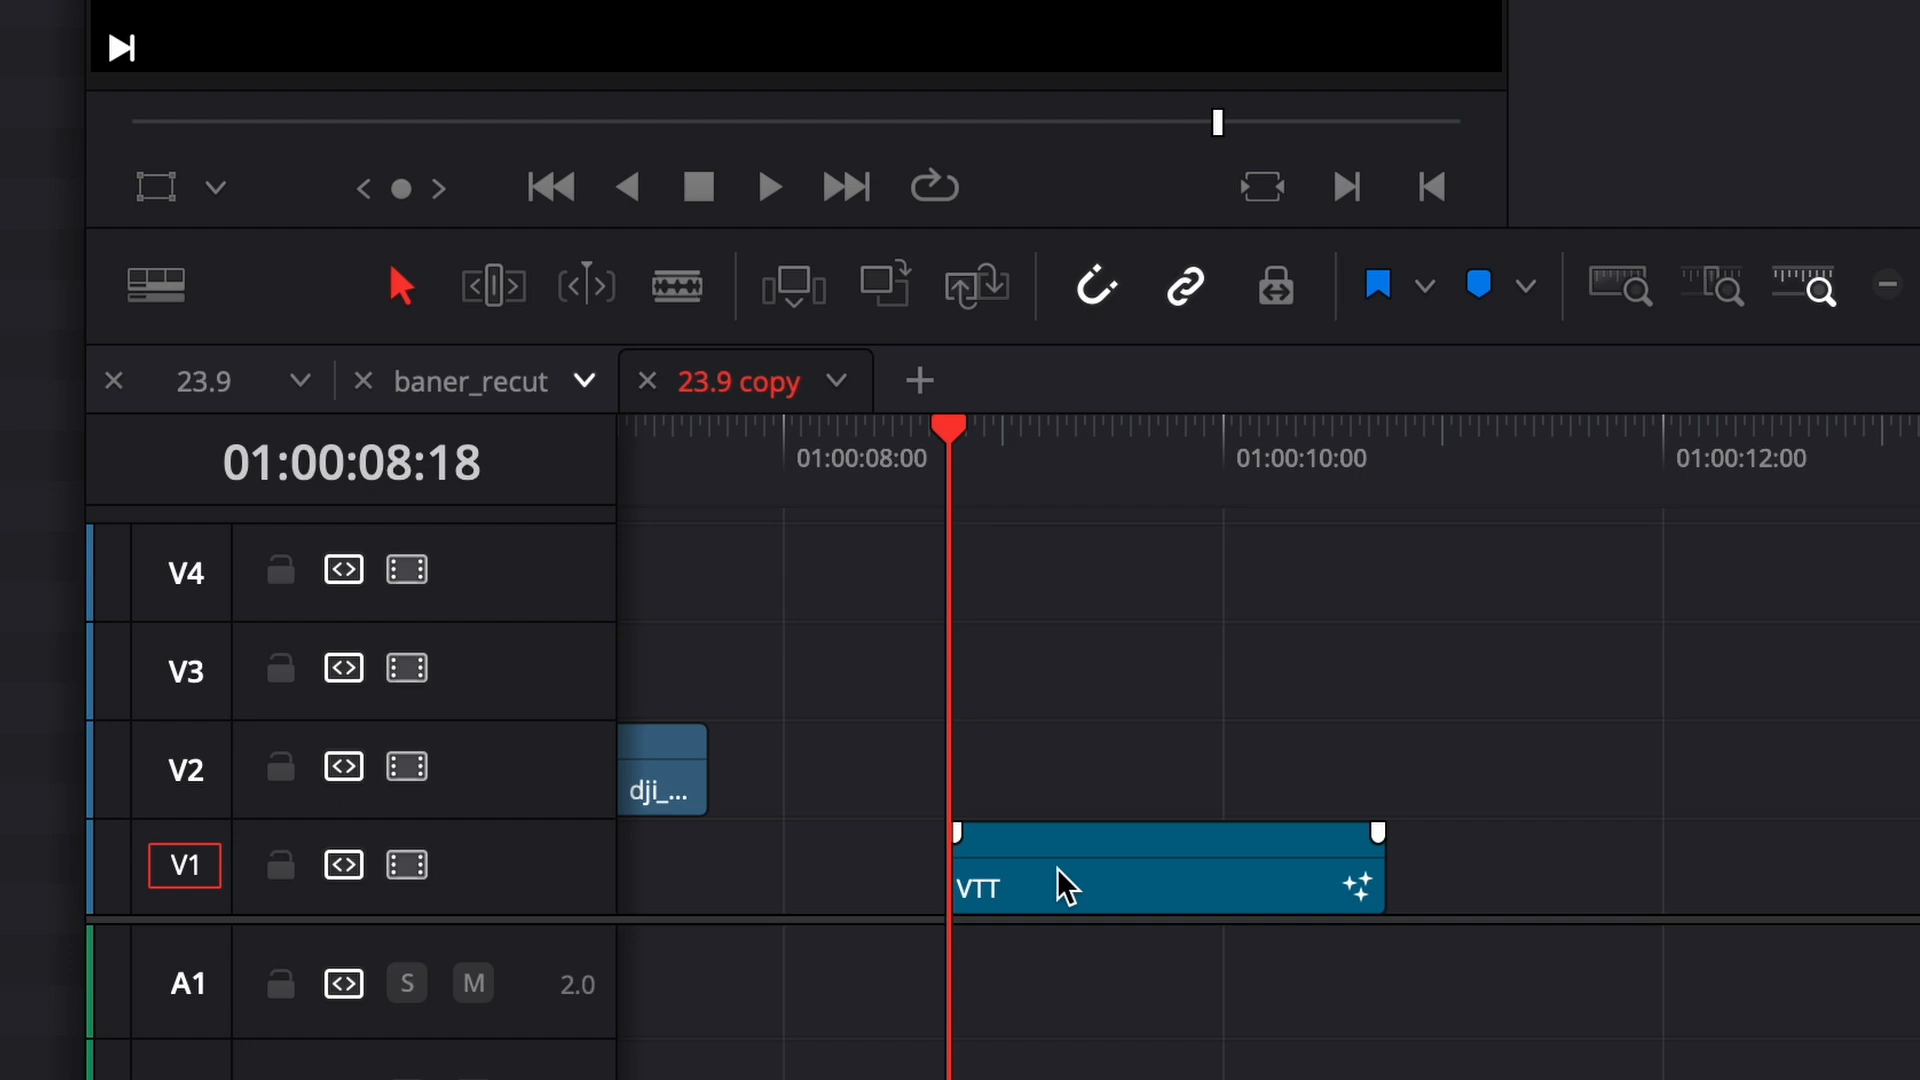 23.9
baner_recut
23.9 copy
01:00:08:18
01:00:08:00
01:00:10:00
01:00:12:00
V4
V3
V2
dji_...
V1
VTT
A1
S
M
2.0